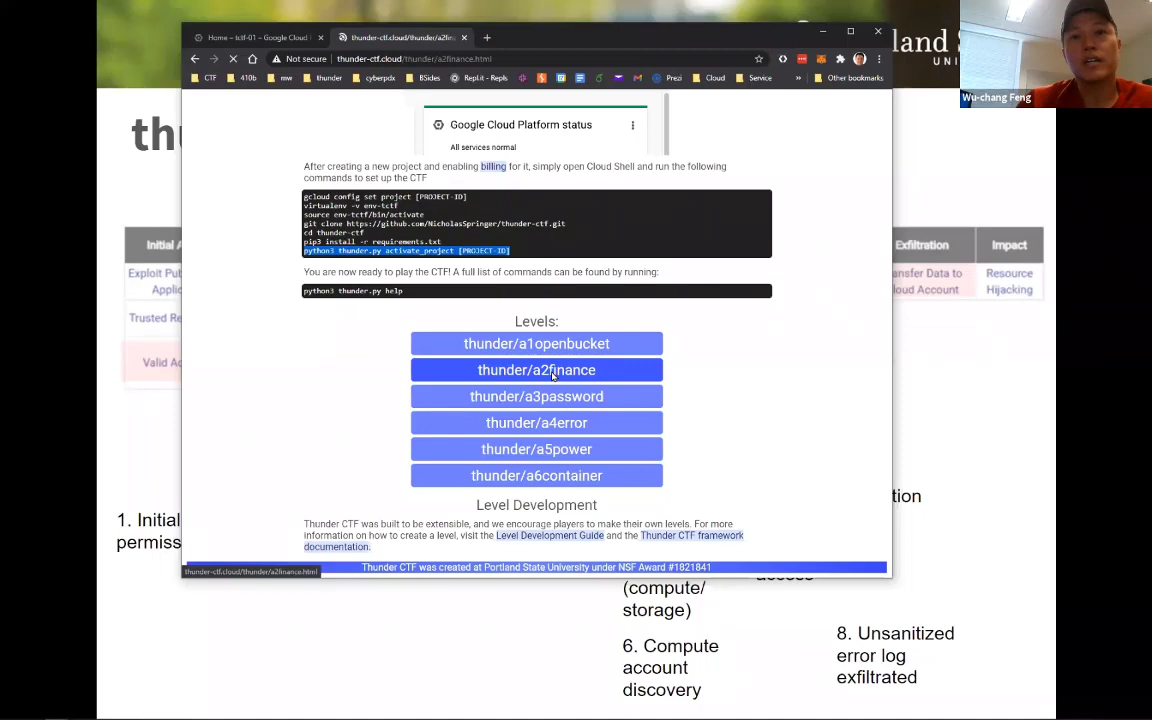 Home – tctf-01 – Google Cloud
thunder-ctf.cloud/thunder/a2fin
Not secure
thunder-ctf.cloud/thunder/a2finance.html
CTF
410b
mw
thunder
cyberpdx
BSides
Repl.it - Repls
Prezi
Cloud
Service
Other bookmarks
land S
UNI
Wu-chang Feng
thu
Google Cloud Platform status
All services normal
After creating a new project and enabling billing for it, simply open Cloud Shell and run the following
commands to set up the CTF
gcloud config set project [PROJECT-ID]
virtualenv -v env-tctf
source env-tctf/bin/activate
git clone https://github.com/NicholasSpringer/thunder-ctf.git
cd thunder-ctf
pip3 install -r requirements.txt
python3 thunder.py activate_project [PROJECT-ID]
You are now ready to play the CTF! A full list of commands can be found by running:
python3 thunder.py help
Levels:
thunder/a1openbucket
thunder/a2finance
thunder/a3password
thunder/a4error
thunder/a5power
thunder/a6container
Level Development
Thunder CTF was built to be extensible, and we encourage players to make their own levels. For more
information on how to create a level, visit the Level Development Guide and the Thunder CTF framework
documentation.
Thunder CTF was created at Portland State University under NSF Award #1821841
thunder-ctf.cloud/thunder/a2finance.html
Initial A
Exploit Pub
Applic
Trusted Re
Valid Ac
Exfiltration
Impact
ansfer Data to
loud Account
Resource
Hijacking
1. Initial
permiss
tion
access
(compute/
storage)
6. Compute
account
discovery
8. Unsanitized
error log
exfiltrated